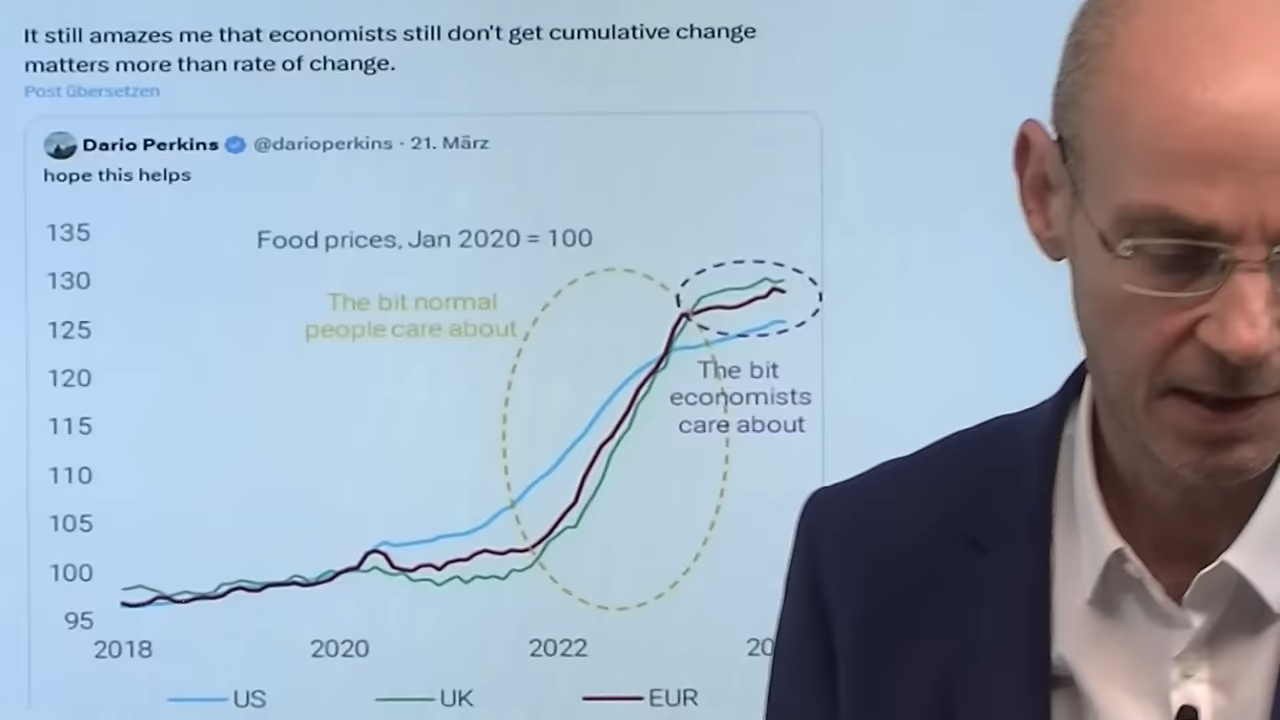 It still amazes me that economists still don't get cumulative change
matters more than rate of change.
Post übersetzen
Dario Perkins @darioperkins · 21. März
hope this helps
Food prices, Jan 2020 = 100
135
130
125
120
115
110
105
100
95
The bit normal
people care about
The bit
economists
care about
2018 2020 2022 20
US UK EUR